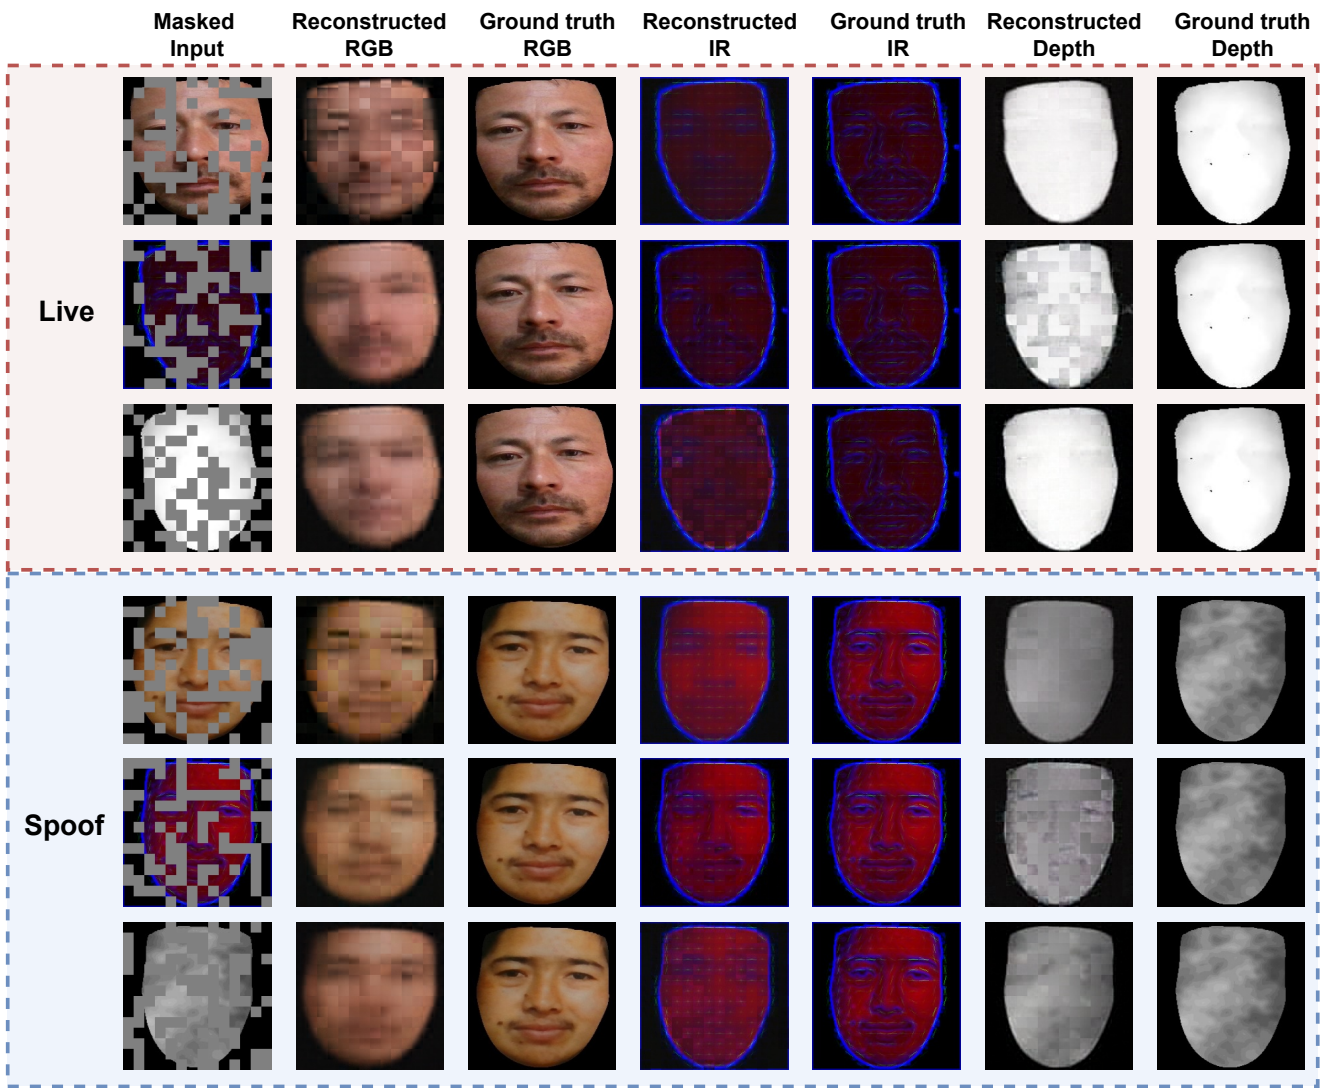 Masked Input
Reconstructed RGB
Ground truth RGB
Reconstructed IR
Ground truth IR
Reconstructed Depth
Ground truth Depth
Live
Spoof